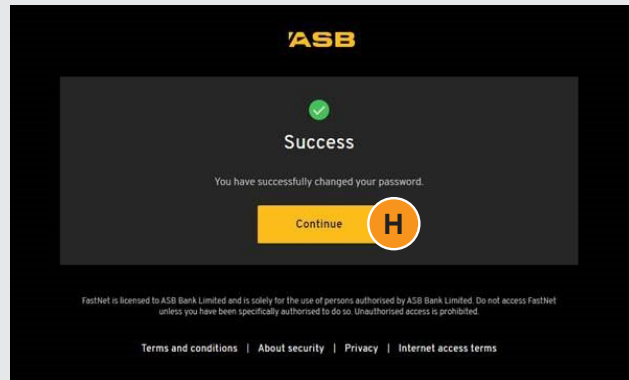 ASB
Success
You have successfully changed your password.
Continue
H
FastNet is licensed to ASB Bank Limited and is solely for the use of persons authorised by ASB Bank Limited. Do not access FastNet
unless you have been specifically authorised to do so. Unauthorised access is prohibited.
Terms and conditions | About security | Privacy | Internet access terms